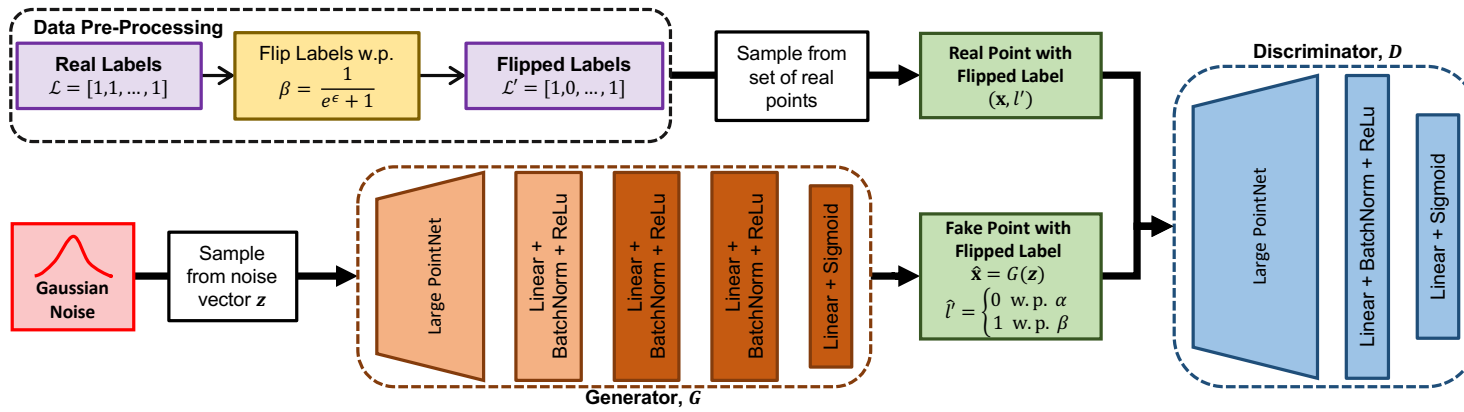 Data Pre-Processing
Real Labels
ℒ = [1,1, … , 1]
Flip Labels w.p.
β = 1 / (e^ϵ + 1)
Flipped Labels
ℒ′ = [1,0, … , 1]
Sample from
set of real
points
Real Point with
Flipped Label
(x, l′)
Discriminator, D
Large PointNet
Linear + BatchNorm + ReLu
Linear + Sigmoid
Gaussian
Noise
Sample
from noise
vector z
Large PointNet
Linear +
BatchNorm + ReLu
Linear +
BatchNorm + ReLu
Linear +
BatchNorm + ReLu
Linear + Sigmoid
Generator, G
Fake Point with
Flipped Label
x̂ = G(z)
l̂′ = {0 w.p. α
1 w.p. β